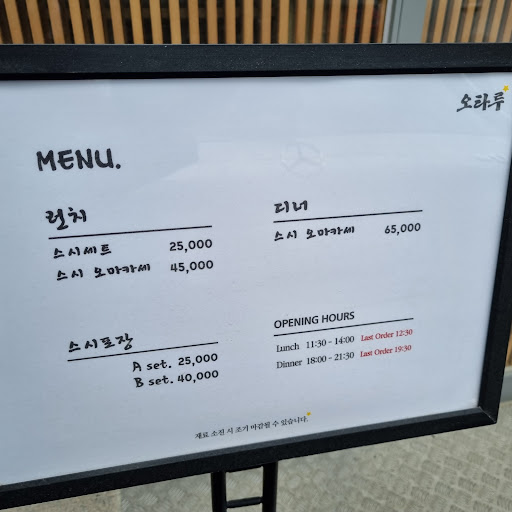 오타루
MENU.
런치
스시세트 25,000
스시 오마카세 45,000
디너
스시 오마카세 65,000
스시포장
A set. 25,000
B set. 40,000
OPENING HOURS
Lunch 11:30 - 14:00 Last Order 12:30
Dinner 18:00 - 21:30 Last Order 19:30
재료 소진 시 조기 마감될 수 있습니다.